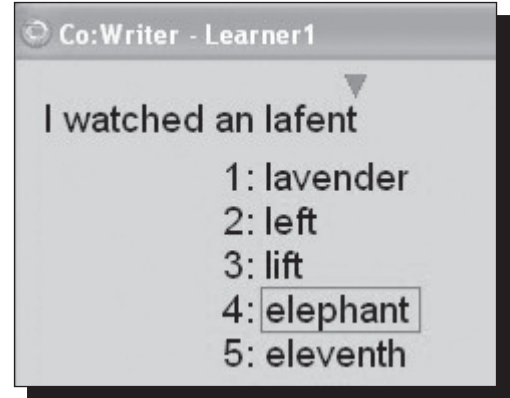 Co:Writer - Learner1
I watched an lafent
1: lavender
2: left
3: lift
4: elephant
5: eleventh